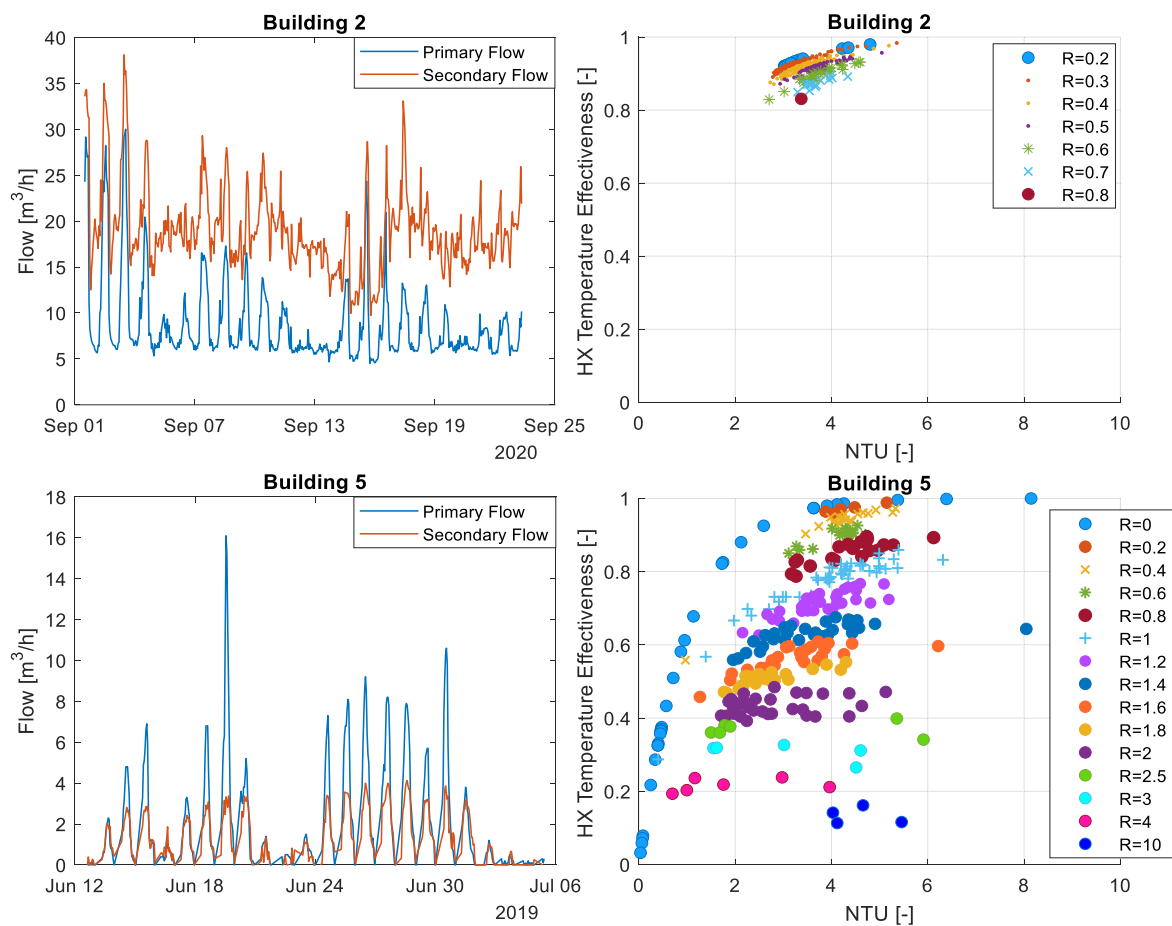 Building 2
Flow [m³/h]
40
35
30
25
20
15
10
5
0
Primary Flow
Secondary Flow
Sep 01 Sep 07 Sep 13 Sep 19 Sep 25
2020
Building 2
HX Temperature Effectiveness [-]
1
0.8
0.6
0.4
0.2
0
R=0.2
R=0.3
R=0.4
R=0.5
R=0.6
R=0.7
R=0.8
0 2 4 6 8 10
NTU [-]
Building 5
Flow [m³/h]
18
16
14
12
10
8
6
4
2
0
Primary Flow
Secondary Flow
Jun 12 Jun 18 Jun 24 Jun 30 Jul 06
2019
Building 5
HX Temperature Effectiveness [-]
1
0.8
0.6
0.4
0.2
0
R=0
R=0.2
R=0.4
R=0.6
R=0.8
R=1
R=1.2
R=1.4
R=1.6
R=1.8
R=2
R=2.5
R=3
R=4
R=10
0 2 4 6 8 10
NTU [-]